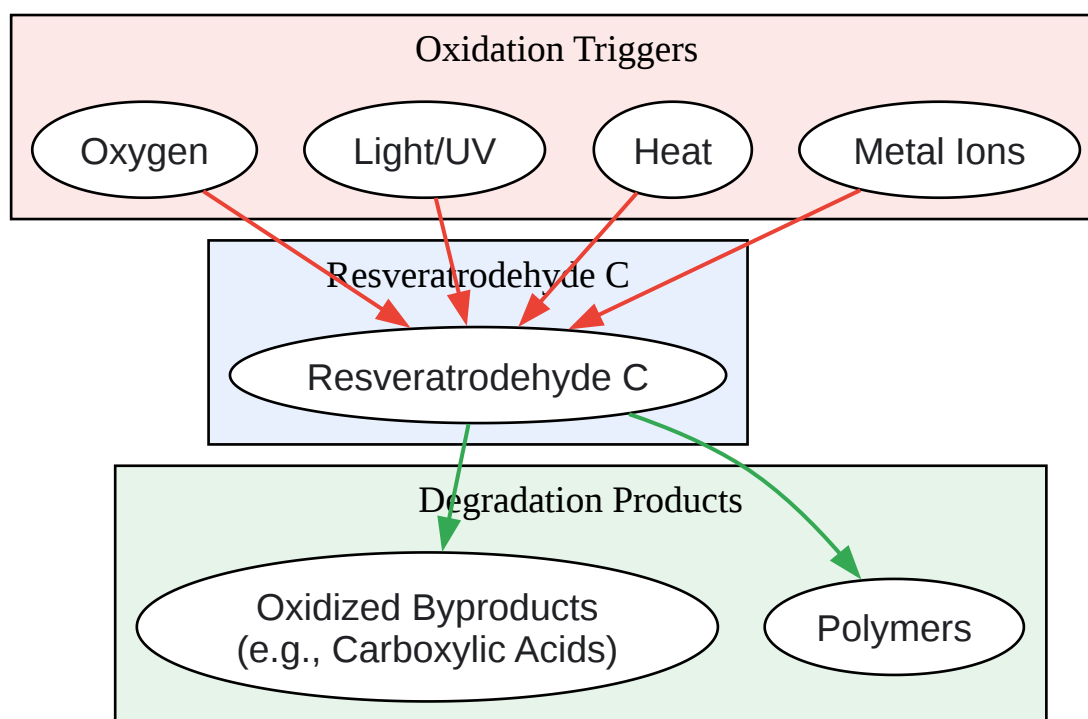 Oxidation Triggers
Oxygen
Light/UV
Heat
Metal Ions
Resveratrodehyde C
Resveratrodehyde C
Degradation Products
Oxidized Byproducts
(e.g., Carboxylic Acids)
Polymers